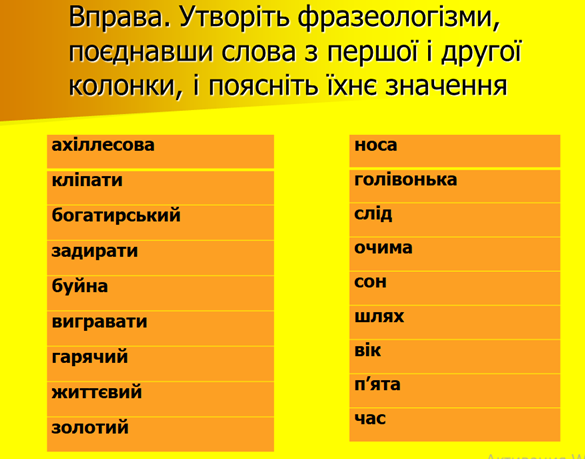 Вправа. Утворіть фразеологізми,
поєднавши слова з першої і другої
колонки, і поясніть їхнє значення
ахіллесова
кліпати
богатирський
задирати
буйна
вигравати
гарячий
життєвий
золотий
носа
голівонька
слід
очима
сон
шлях
вік
п’ята
час